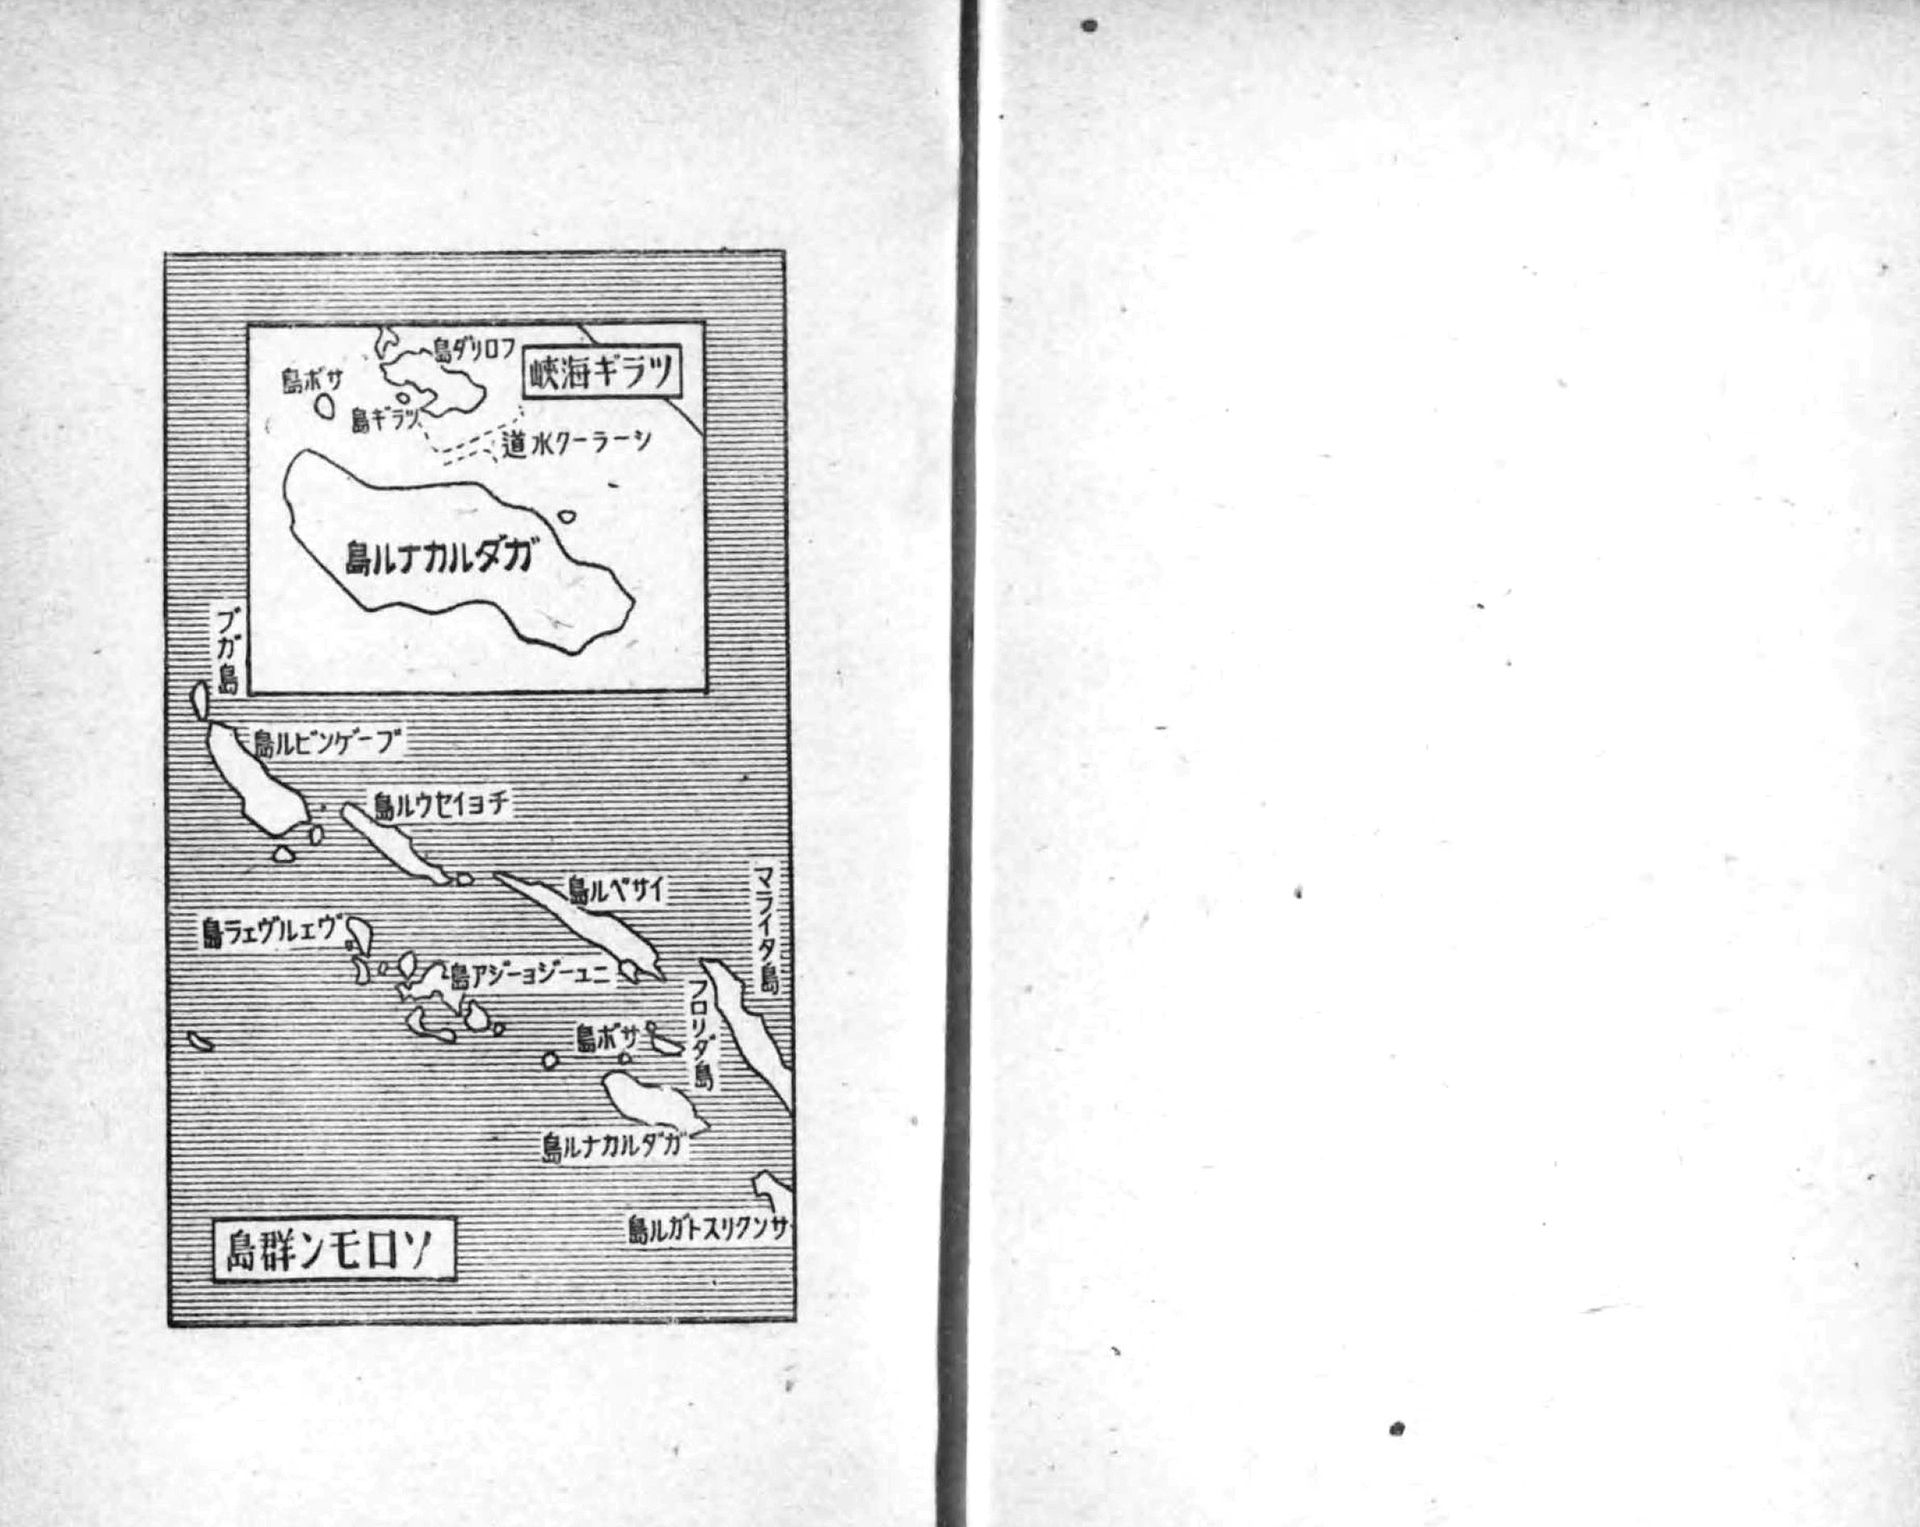 フロリダ島
ツラギ海峡
サボ島
ツラギ島
シーラーク水道
ガダルカナル島
ブガ島
ブーゲンビル島
チヨイセウル島
イサベル島
マライタ島
ヴェルヴェラ島
ニユージョージア島
フロリダ島
サボ島
ガダルカナル島
サンクリストガル島
ソロモン群島